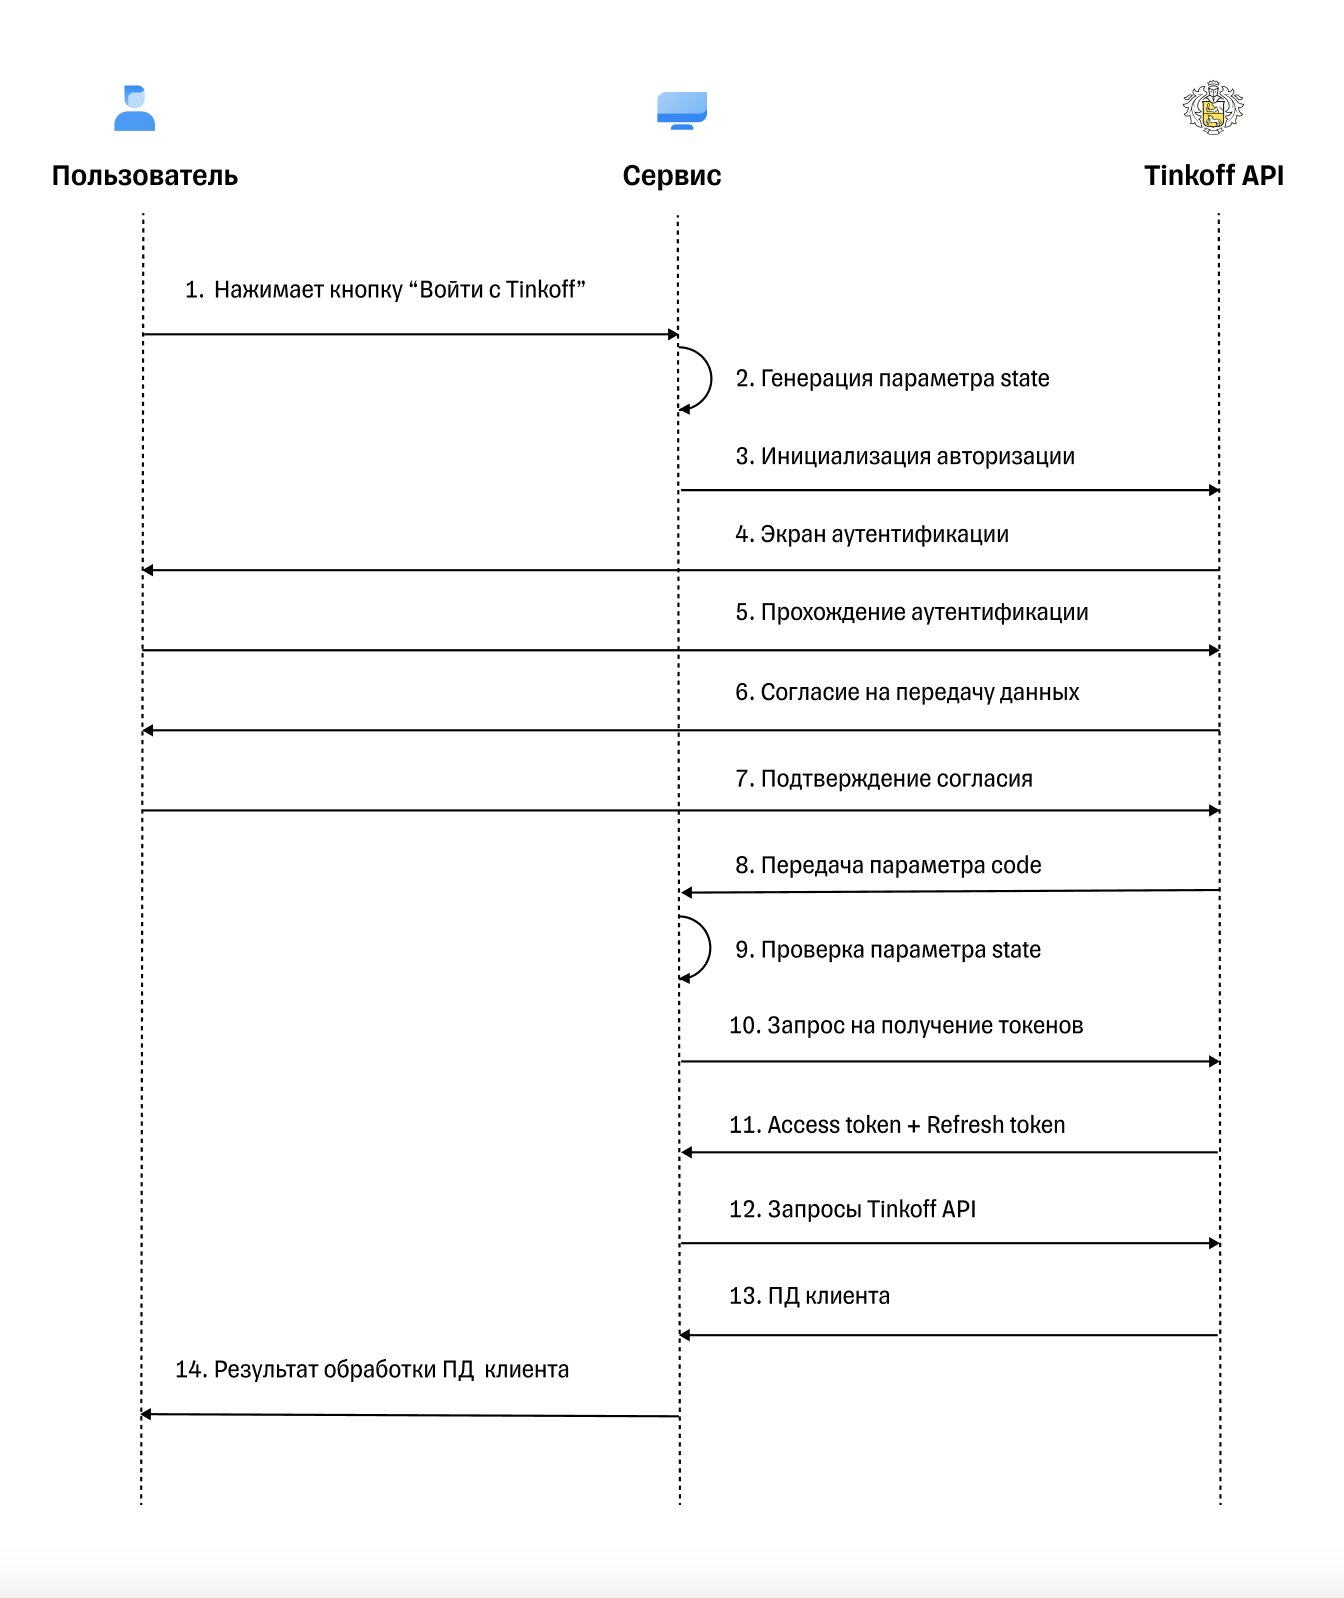 Пользователь
Сервис
Tinkoff API
1. Нажимает кнопку “Войти с Tinkoff”
2. Генерация параметра state
3. Инициализация авторизации
4. Экран аутентификации
5. Прохождение аутентификации
6. Согласие на передачу данных
7. Подтверждение согласия
8. Передача параметра code
9. Проверка параметра state
10. Запрос на получение токенов
11. Access token + Refresh token
12. Запросы Tinkoff API
13. ПД клиента
14. Результат обработки ПД клиента